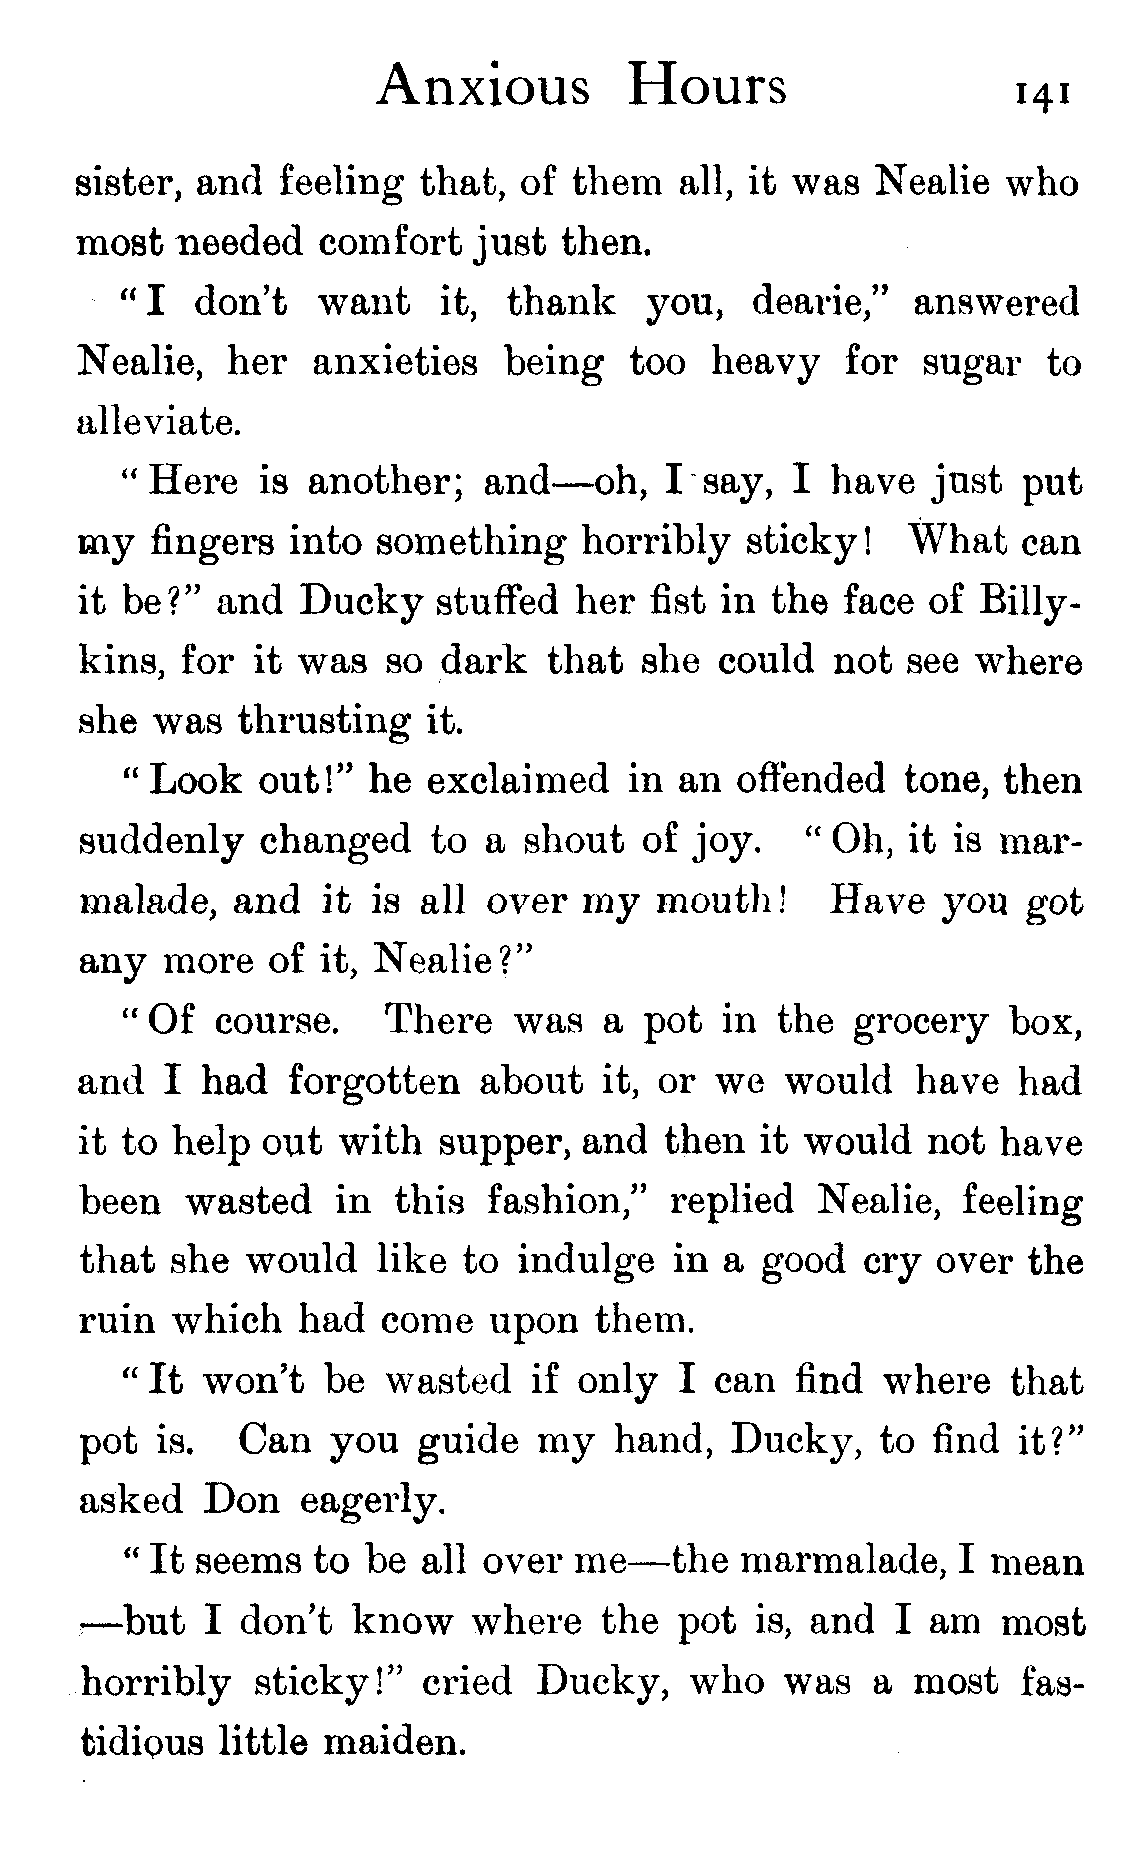 Anxious Hours 141
sister, and feeling that, of them all, it was Nealie who
most needed comfort just then.
"I don't want it, thank you, dearie," answered
Nealie, her anxieties being too heavy for sugar to
alleviate.
"Here is another; and—oh, I say, I have just put
my fingers into something horribly sticky! What can
it be?" and Ducky stuffed her fist in the face of Billy-
kins, for it was so dark that she could not see where
she was thrusting it.
"Look out!" he exclaimed in an offended tone, then
suddenly changed to a shout of joy. "Oh, it is mar-
malade, and it is all over my mouth! Have you got
any more of it, Nealie?"
"Of course. There was a pot in the grocery box,
and I had forgotten about it, or we would have had
it to help out with supper, and then it would not have
been wasted in this fashion," replied Nealie, feeling
that she would like to indulge in a good cry over the
ruin which had come upon them.
"It won't be wasted if only I can find where that
pot is. Can you guide my hand, Ducky, to find it?"
asked Don eagerly.
"It seems to be all over me—the marmalade, I mean
—but I don't know where the pot is, and I am most
horribly sticky!" cried Ducky, who was a most fas-
tidious little maiden.